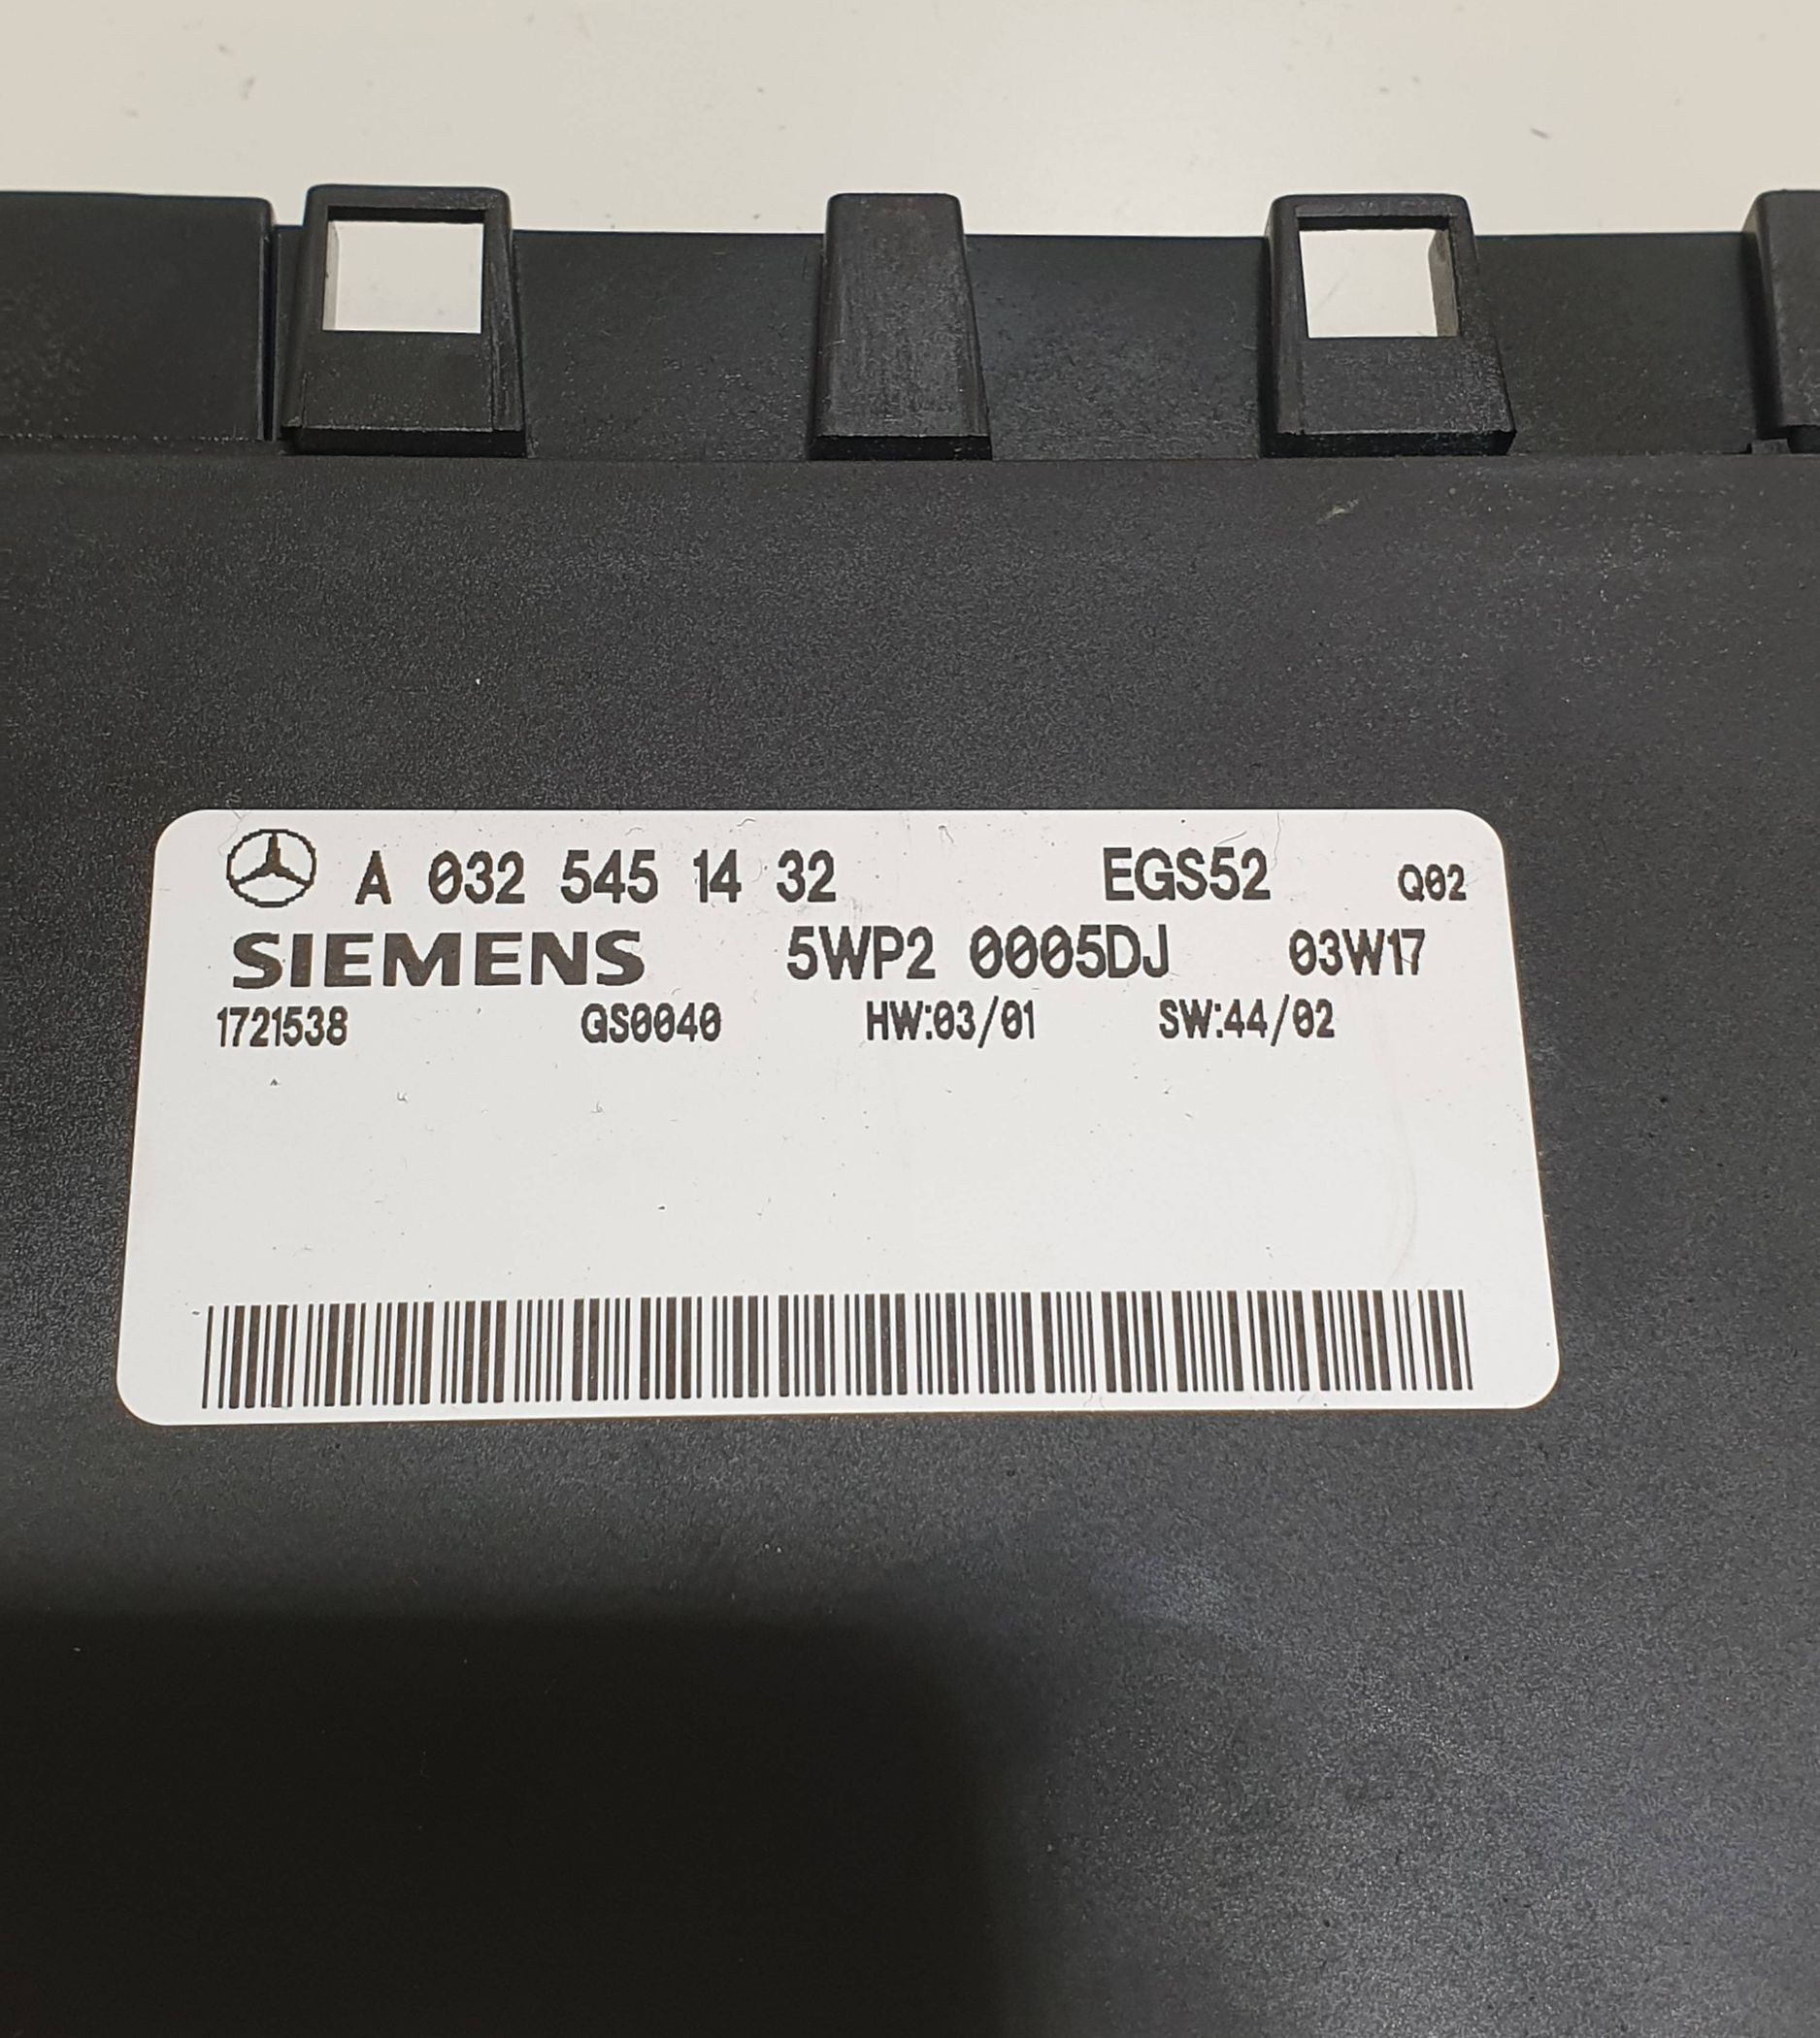 A 032 545 14 32 EGS52 Q02
SIEMENS 5WP2 0005DJ 03W17
1721538 GS0040 HW:03/01 SW:44/02